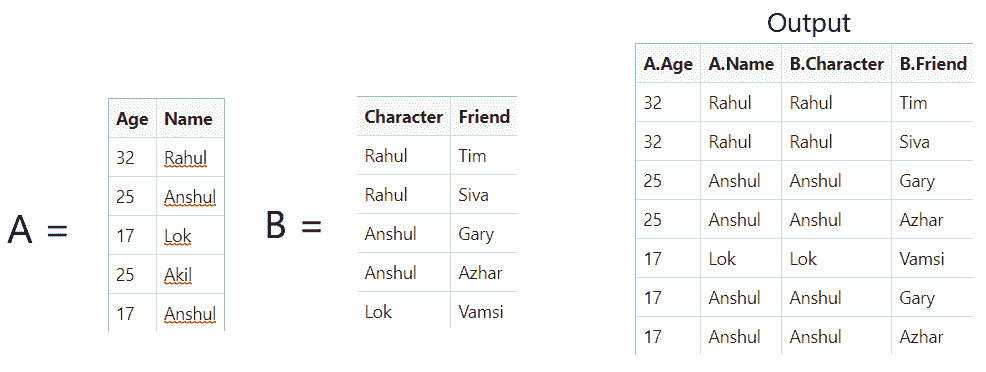 Output
A =
Age Name
32 Rahul
25 Anshul
17 Lok
25 Akil
17 Anshul
B =
Character Friend
Rahul Tim
Rahul Siva
Anshul Gary
Anshul Azhar
Lok Vamsi
A.Age A.Name B.Character B.Friend
32 Rahul Rahul Tim
32 Rahul Rahul Siva
25 Anshul Anshul Gary
25 Anshul Anshul Azhar
17 Lok Lok Vamsi
17 Anshul Anshul Gary
17 Anshul Anshul Azhar